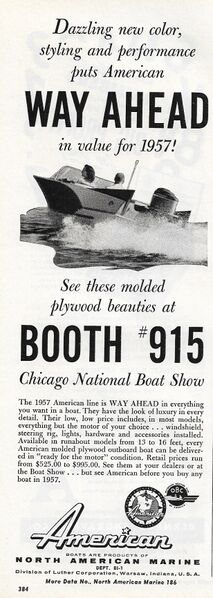 Dazzling new color,
styling and performance
puts American
WAY AHEAD
in value for 1957!
See these molded
plywood beauties at
BOOTH #915
Chicago National Boat Show
The 1957 American line is WAY AHEAD in everything
you want in a boat. They have the look of luxury in every
detail. Their low, low price includes, in most models,
everything but the motor of your choice . . . windshield,
steering rig, lights, hardware and accessories installed.
Available in runabout models from 13 to 16 feet, every
American molded plywood outboard boat can be deliver-
ed in "ready for the motor" condition. Retail prices run
from $525.00 to $995.00. See them at your dealers or at
the Boat Show . . . but see American before you buy any
boat in 1957.
OBC
American
BOATS ARE PRODUCTS OF
NORTH AMERICAN MARINE
DEPT. 51-1
Division of Luther Corporation, Warsaw, Indiana, U. S. A.
More Data No., North American Marine 186
384